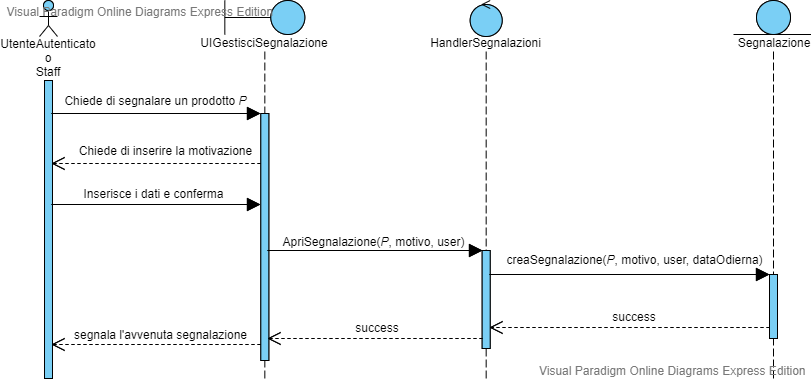 Visual Paradigm Online Diagrams Express Edition
UtenteAutenticato
o
Staff
UIGestisciSegnalazione
HandlerSegnalazioni
Segnalazione
Chiede di segnalare un prodotto P
Chiede di inserire la motivazione
Inserisce i dati e conferma
ApriSegnalazione(P, motivo, user)
creaSegnalazione(P, motivo, user, dataOdierna)
success
success
segnala l'avvenuta segnalazione
Visual Paradigm Online Diagrams Express Edition